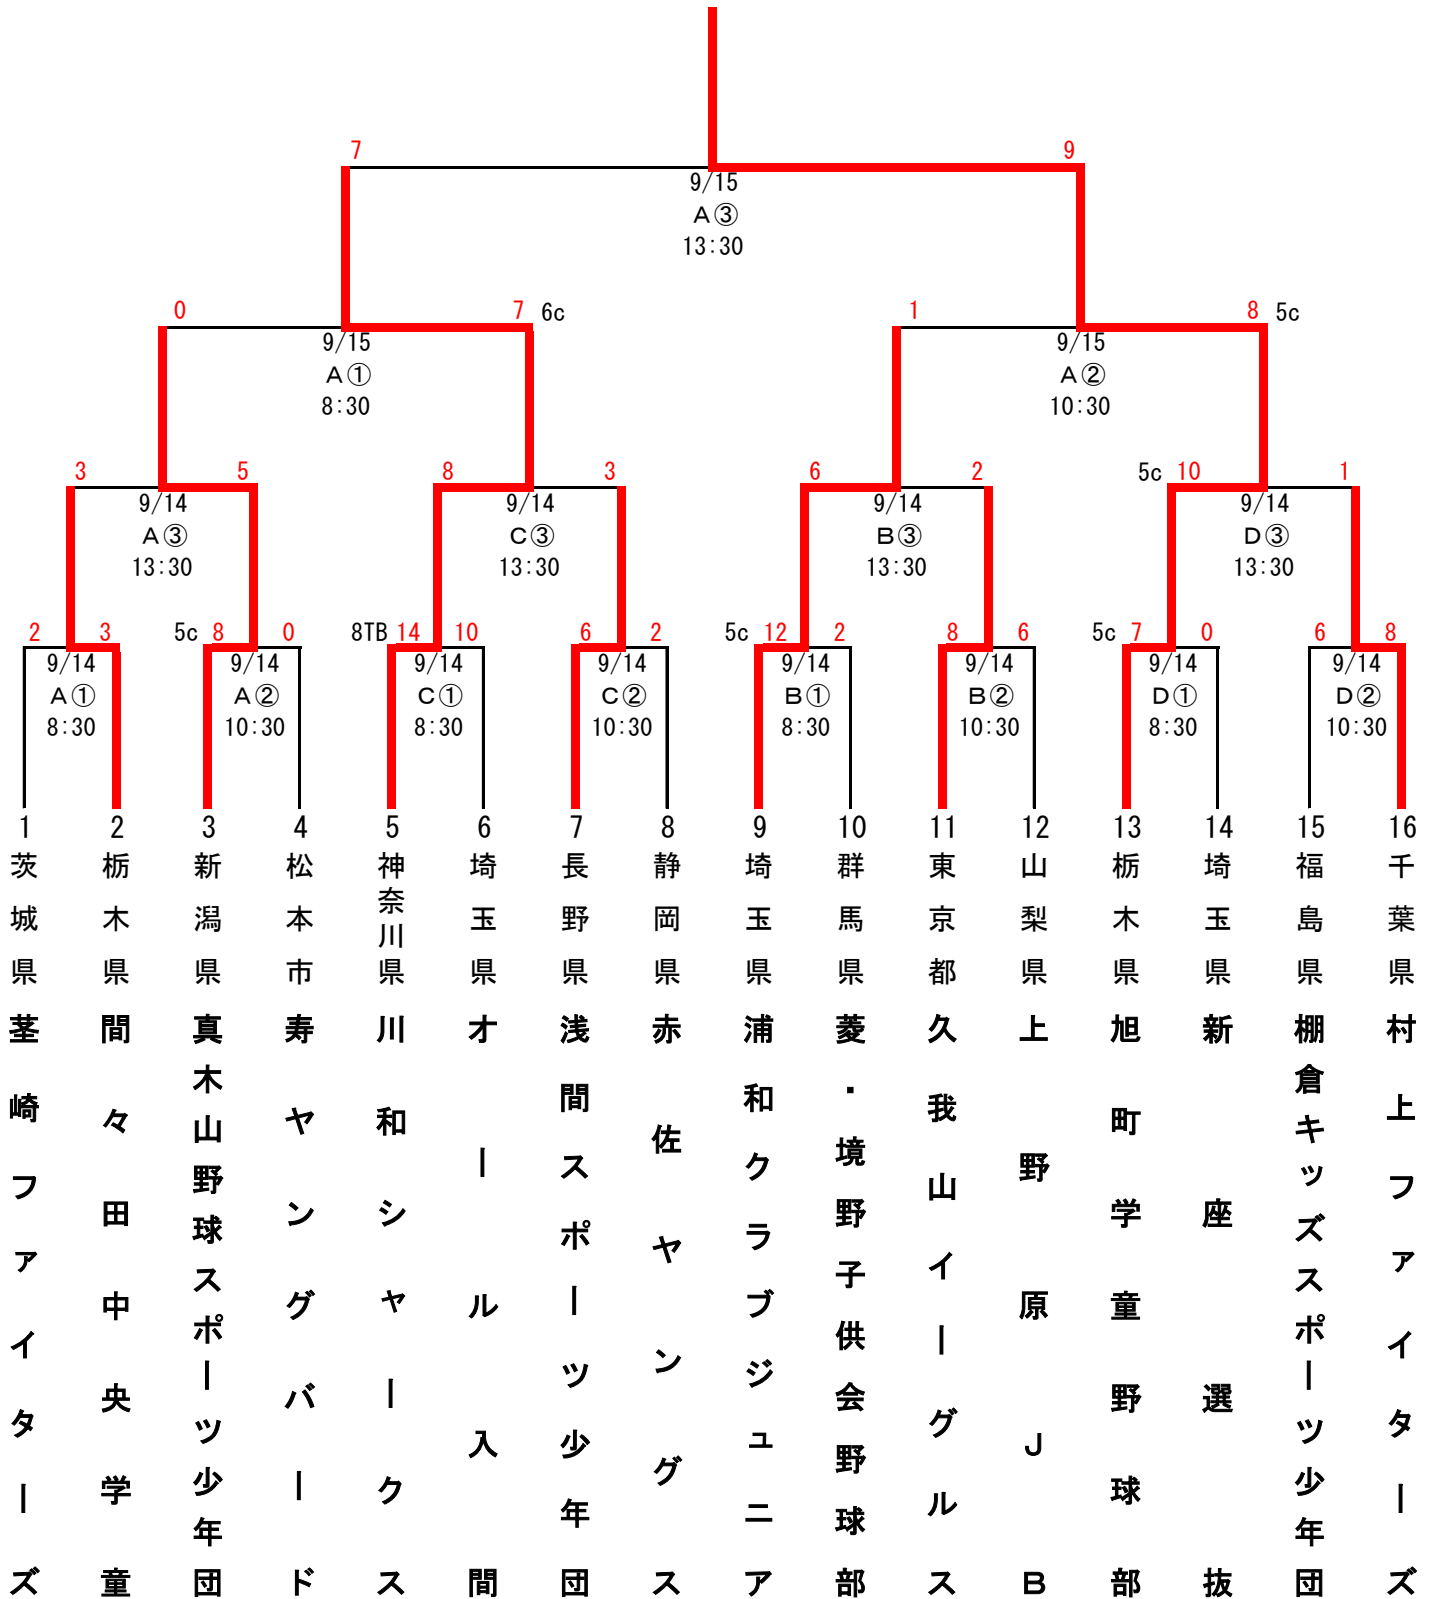 7 9
9/15
A③
13:30
0 7 6c 1 8 5c
9/15 9/15
A① A②
8:30 10:30
3 5 8 3 6 2 5c 10 1
9/14 9/14 9/14 9/14
A③ C③ B③ D③
13:30 13:30 13:30 13:30
2 3 5c 8 0 8TB 14 10 6 2 5c 12 2 8 6 5c 7 0 6 8
9/14 9/14 9/14 9/14 9/14 9/14 9/14 9/14
A① A② C① C② B① B② D① D②
8:30 10:30 8:30 10:30 8:30 10:30 8:30 10:30
1 2 3 4 5 6 7 8 9 10 11 12 13 14 15 16
茨城県
茎崎ファイターズ
栃木県
間々田中央学童
新潟県
真木山野球スポーツ少年団
松本市
寿ヤングバード
神奈川県
川和シャークス
埼玉県
オール入間
長野県
浅間スポーツ少年団
静岡県
赤佐ヤングス
埼玉県
浦和クラブジュニア
群馬県
菱・境野子供会野球部
東京都
久我山イーグルス
山梨県
上野原JB
栃木県
旭町学童野球部
埼玉県
新座選抜
福島県
棚倉キッズスポーツ少年団
千葉県
村上ファイターズ